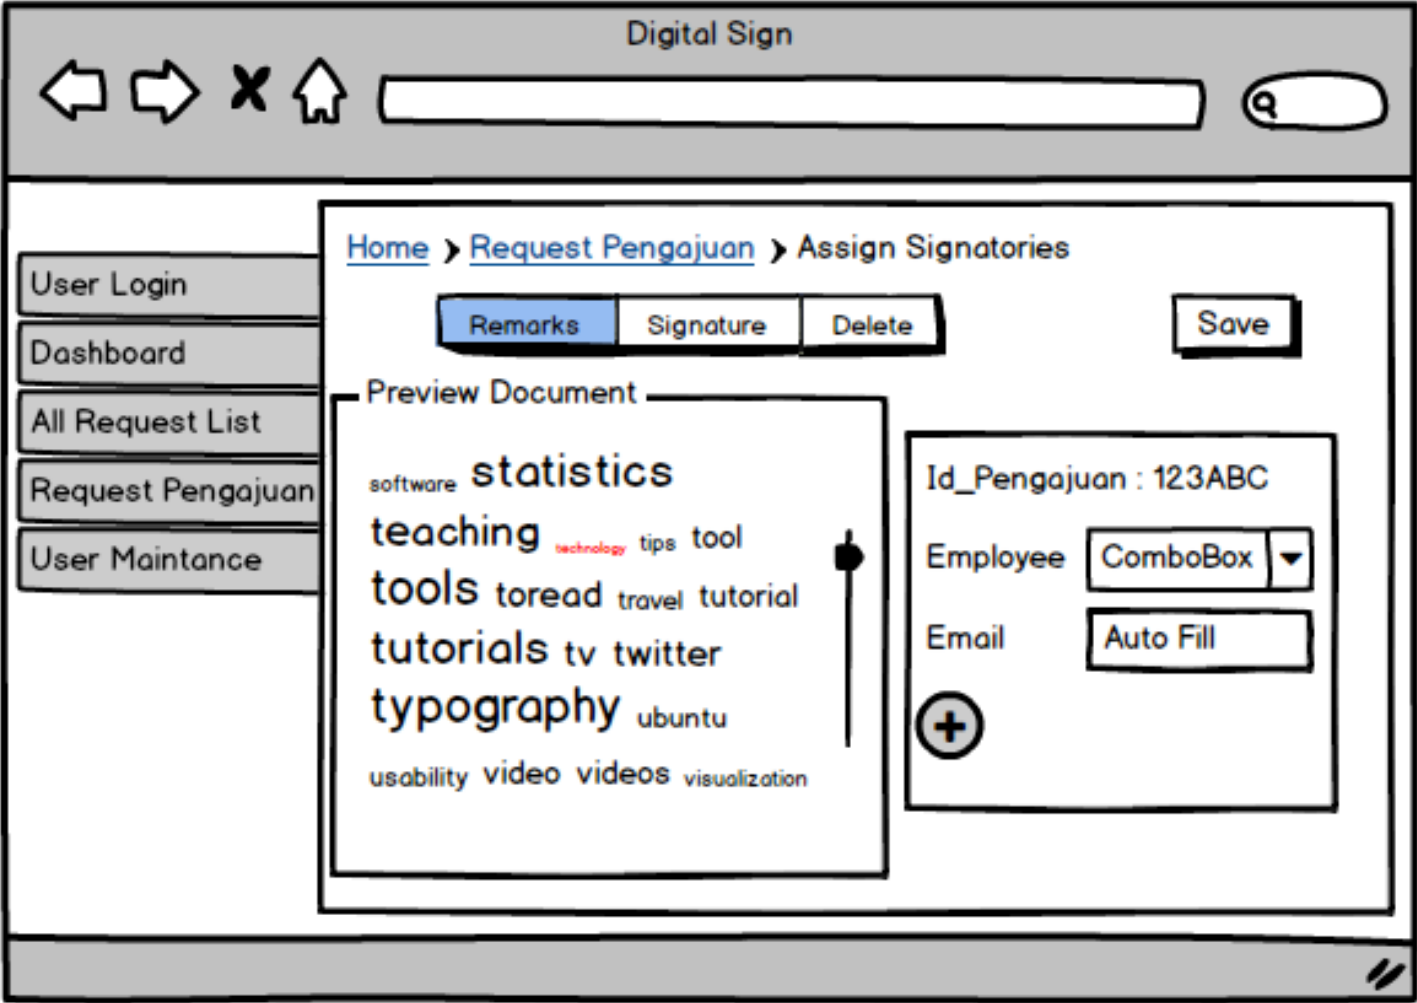 Digital Sign
Home Request Pengajuan Assign Signatories
User Login
Dashboard
All Request List
Request Pengajuan
User Maintance
Remarks Signature Delete
Save
Preview Document
software statistics
teaching technology tips tool
tools toread travel tutorial
tutorials tv twitter
typography ubuntu
usability video videos visualization
Id_Pengajuan : 123ABC
Employee ComboBox
Email Auto Fill